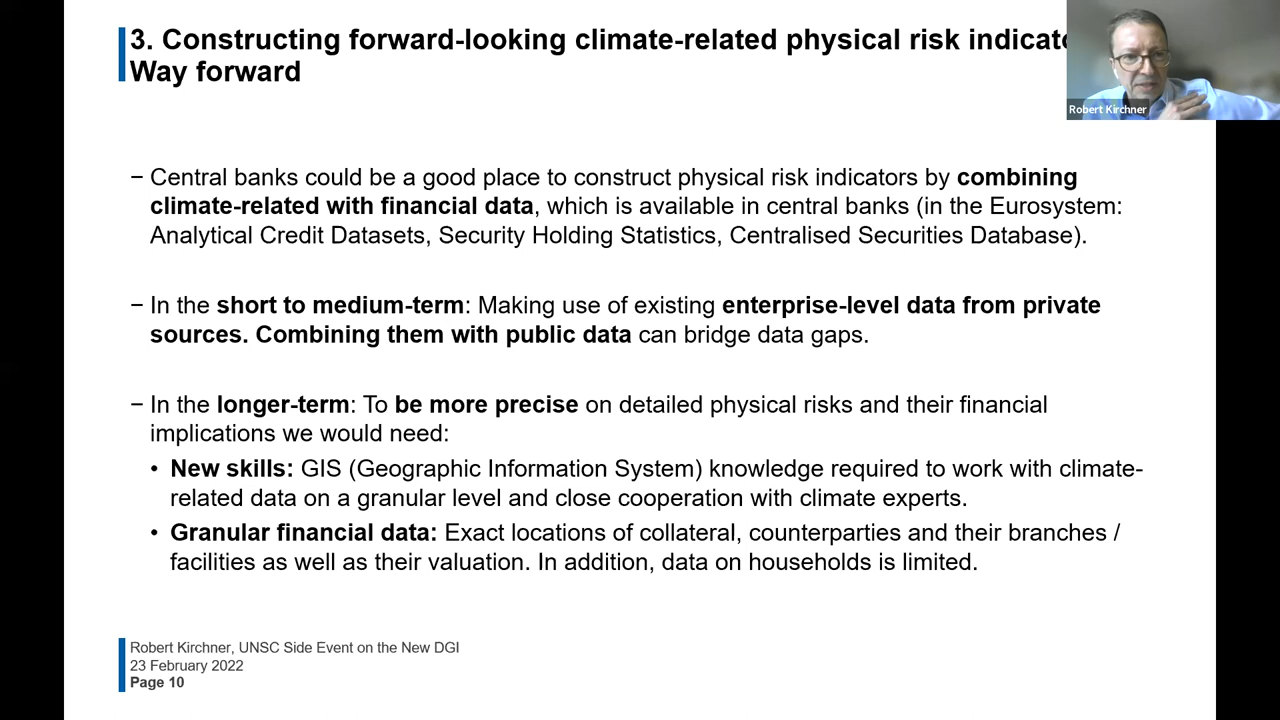 3. Constructing forward-looking climate-related physical risk
Way forward
Robert Kirchner
− Central banks could be a good place to construct physical risk indicators by combining
climate-related with financial data, which is available in central banks (in the Eurosystem:
Analytical Credit Datasets, Security Holding Statistics, Centralised Securities Database).
− In the short to medium-term: Making use of existing enterprise-level data from private
sources. Combining them with public data can bridge data gaps.
− In the longer-term: To be more precise on detailed physical risks and their financial
implications we would need:
• New skills: GIS (Geographic Information System) knowledge required to work with climate-
related data on a granular level and close cooperation with climate experts.
• Granular financial data: Exact locations of collateral, counterparties and their branches /
facilities as well as their valuation. In addition, data on households is limited.
Robert Kirchner, UNSC Side Event on the New DGI
23 February 2022
Page 10